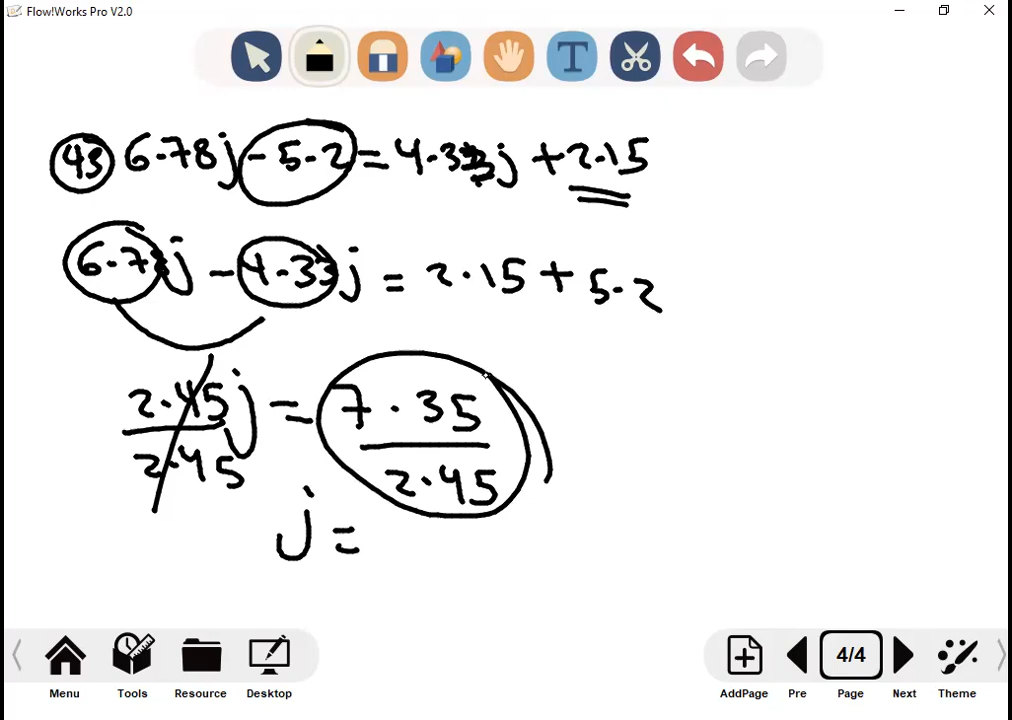 Flow!Works Pro V2.0
T
43 6.78j - 5.2 = 4.33j + 2.15
6.78j - 4.33j = 2.15 + 5.2
2.45j = 7.35
2.45 2.45
j =
4/4
Menu Tools Resource Desktop AddPage Pre Page Next Theme